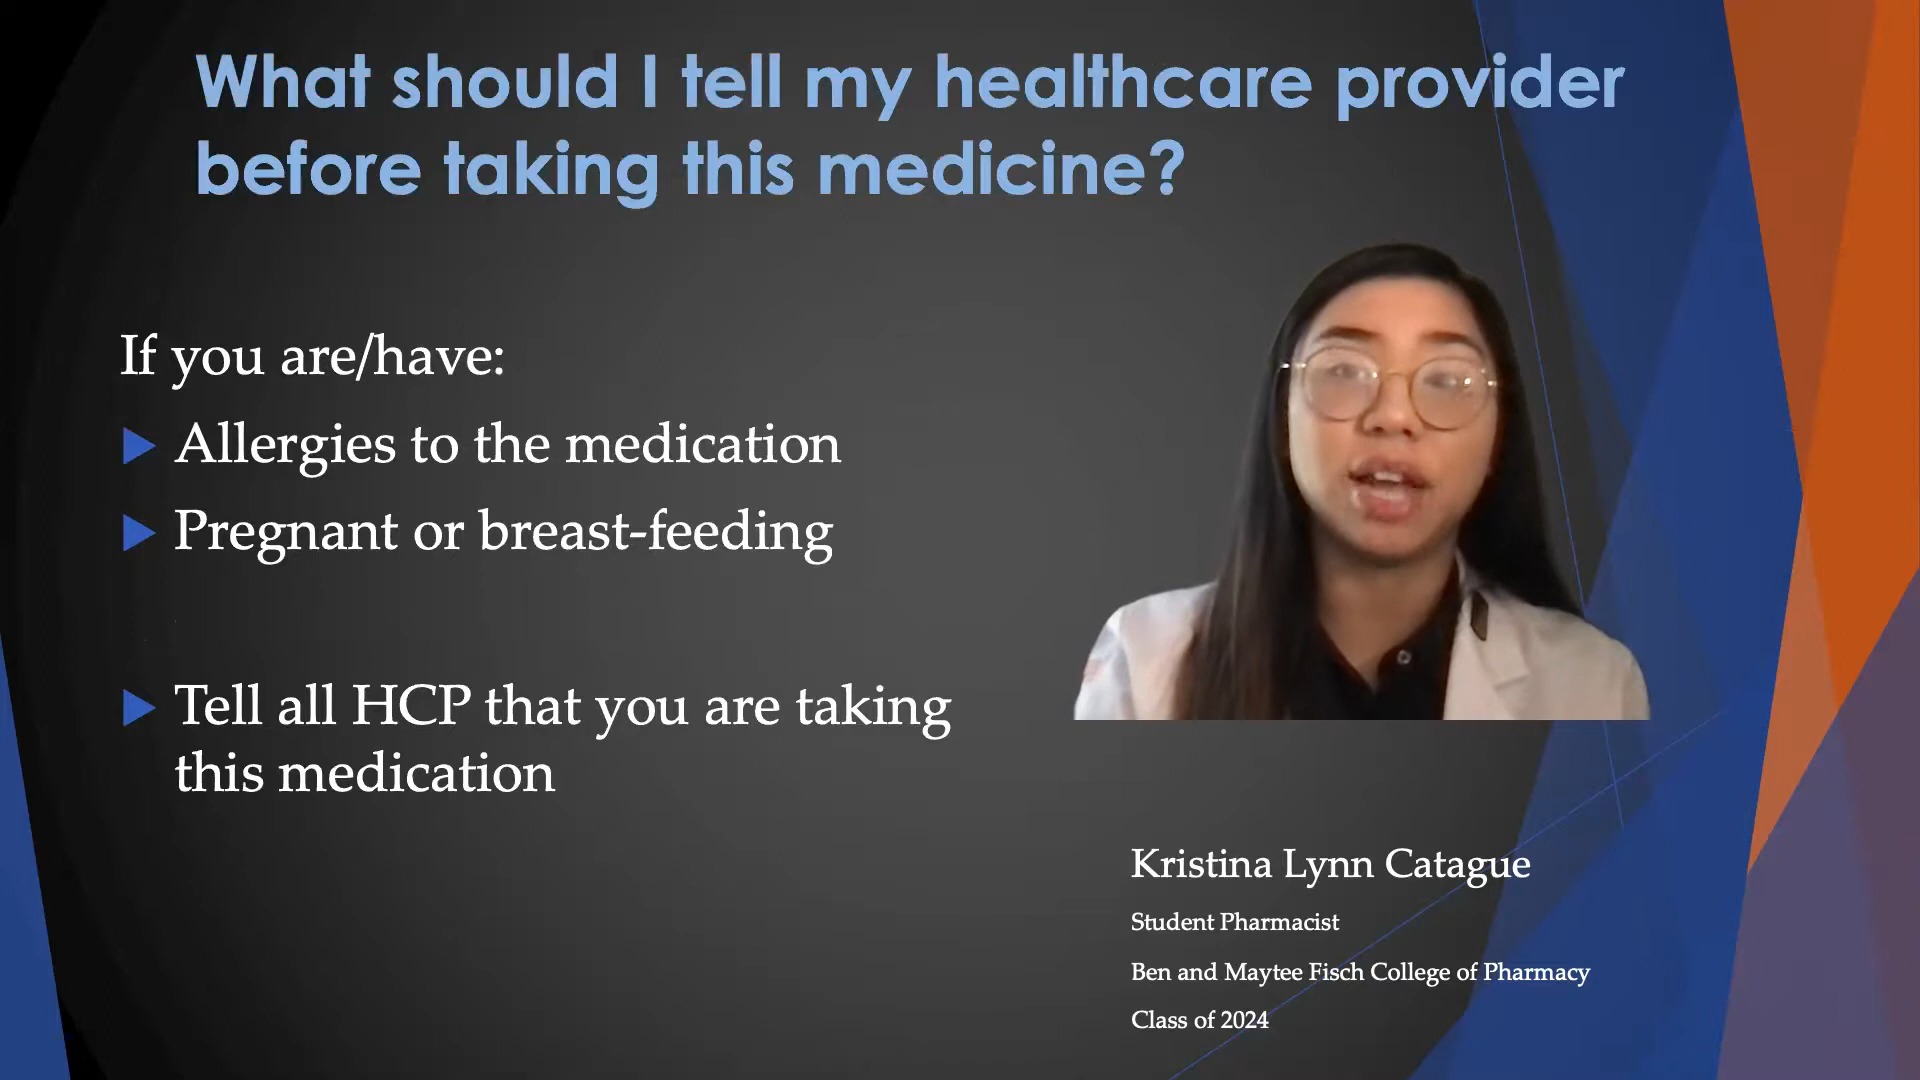 What should I tell my healthcare provider
before taking this medicine?
If you are/have:
Allergies to the medication
Pregnant or breast-feeding
Tell all HCP that you are taking
this medication
Kristina Lynn Catague
Student Pharmacist
Ben and Maytee Fisch College of Pharmacy
Class of 2024